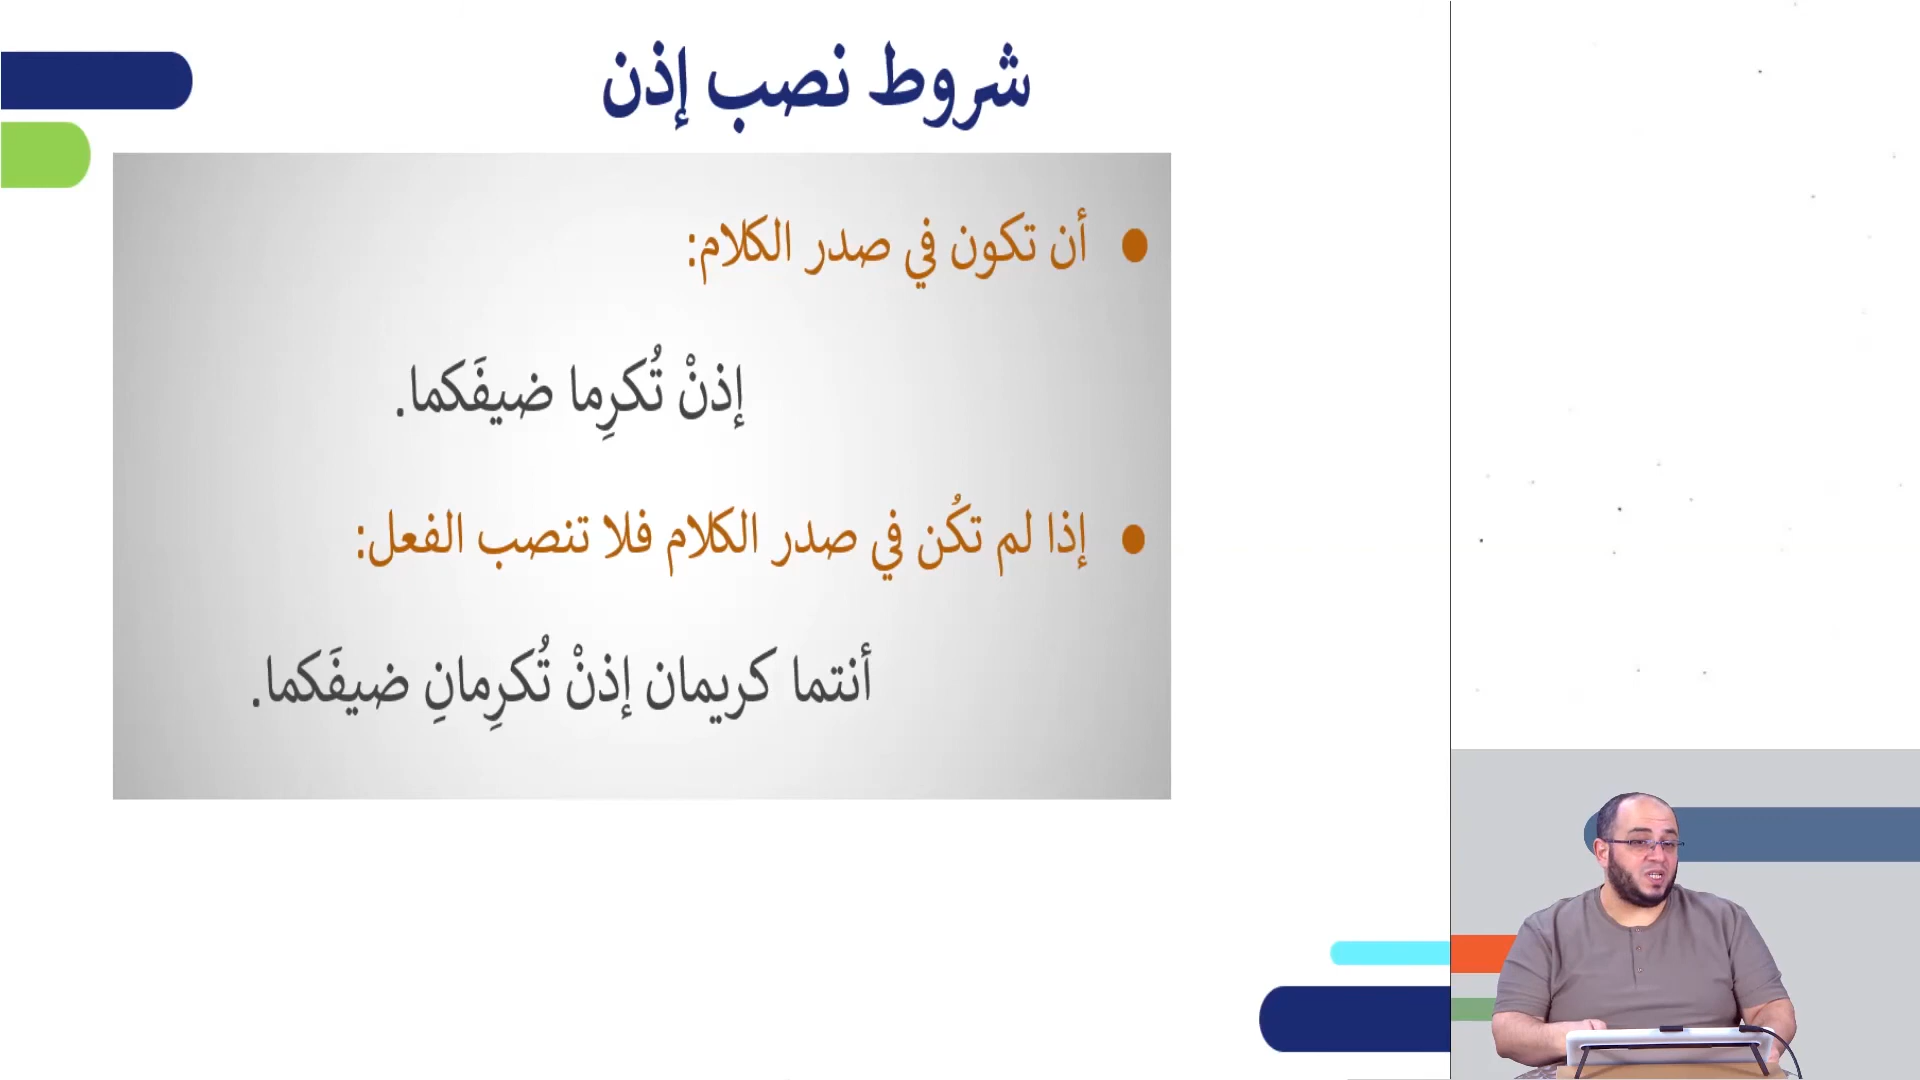 شروط نصب إذن
● أن تكون في صدر الكلام:
إذنْ تُكرِما ضيفَكما.
● إذا لم تكُن في صدر الكلام فلا تنصب الفعل:
أنتما كريمان إذنْ تُكرِمانِ ضيفَكما.